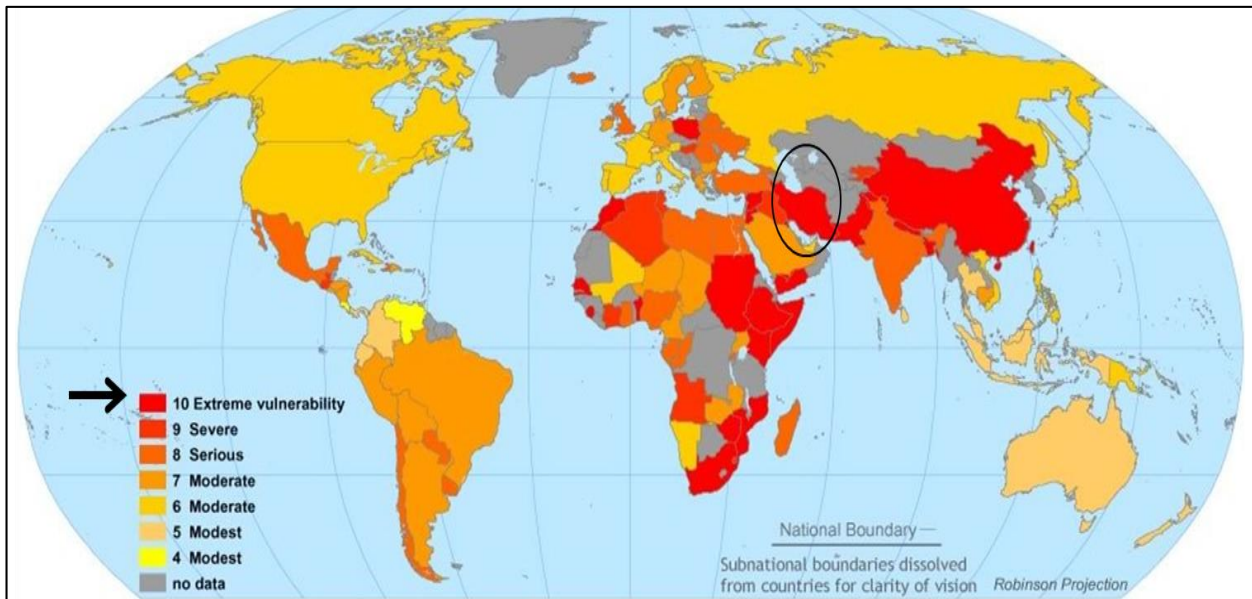 10 Extreme vulnerability
9 Severe
8 Serious
7 Moderate
6 Moderate
5 Modest
4 Modest
no data
National Boundary
Subnational boundaries dissolved
from countries for clarity of vision
Robinson Projection